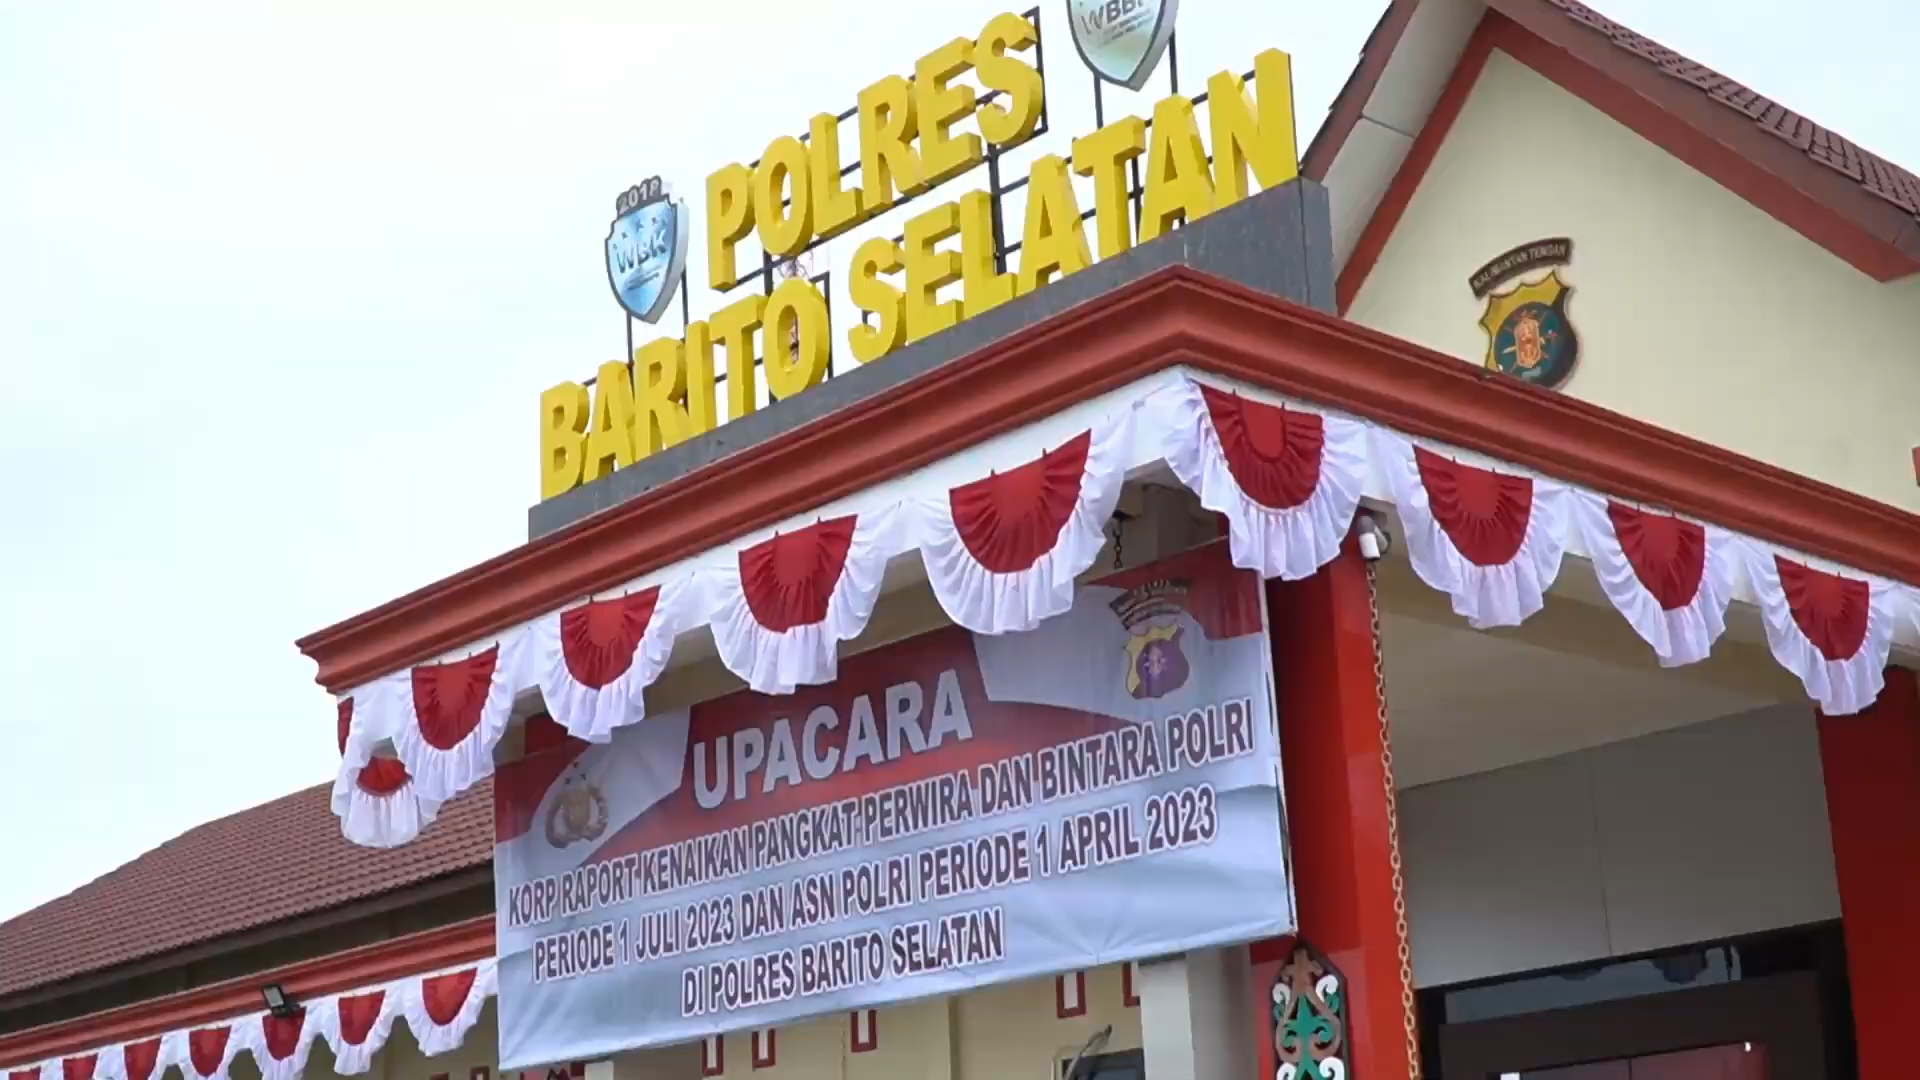 POLRES
BARITO SELATAN
2018
WBK
WBBM
KALIMANTAN TENGAH
UPACARA
KORP RAPORT KENAIKAN PANGKAT PERWIRA DAN BINTARA POLRI
PERIODE 1 JULI 2023 DAN ASN POLRI PERIODE 1 APRIL 2023
DI POLRES BARITO SELATAN